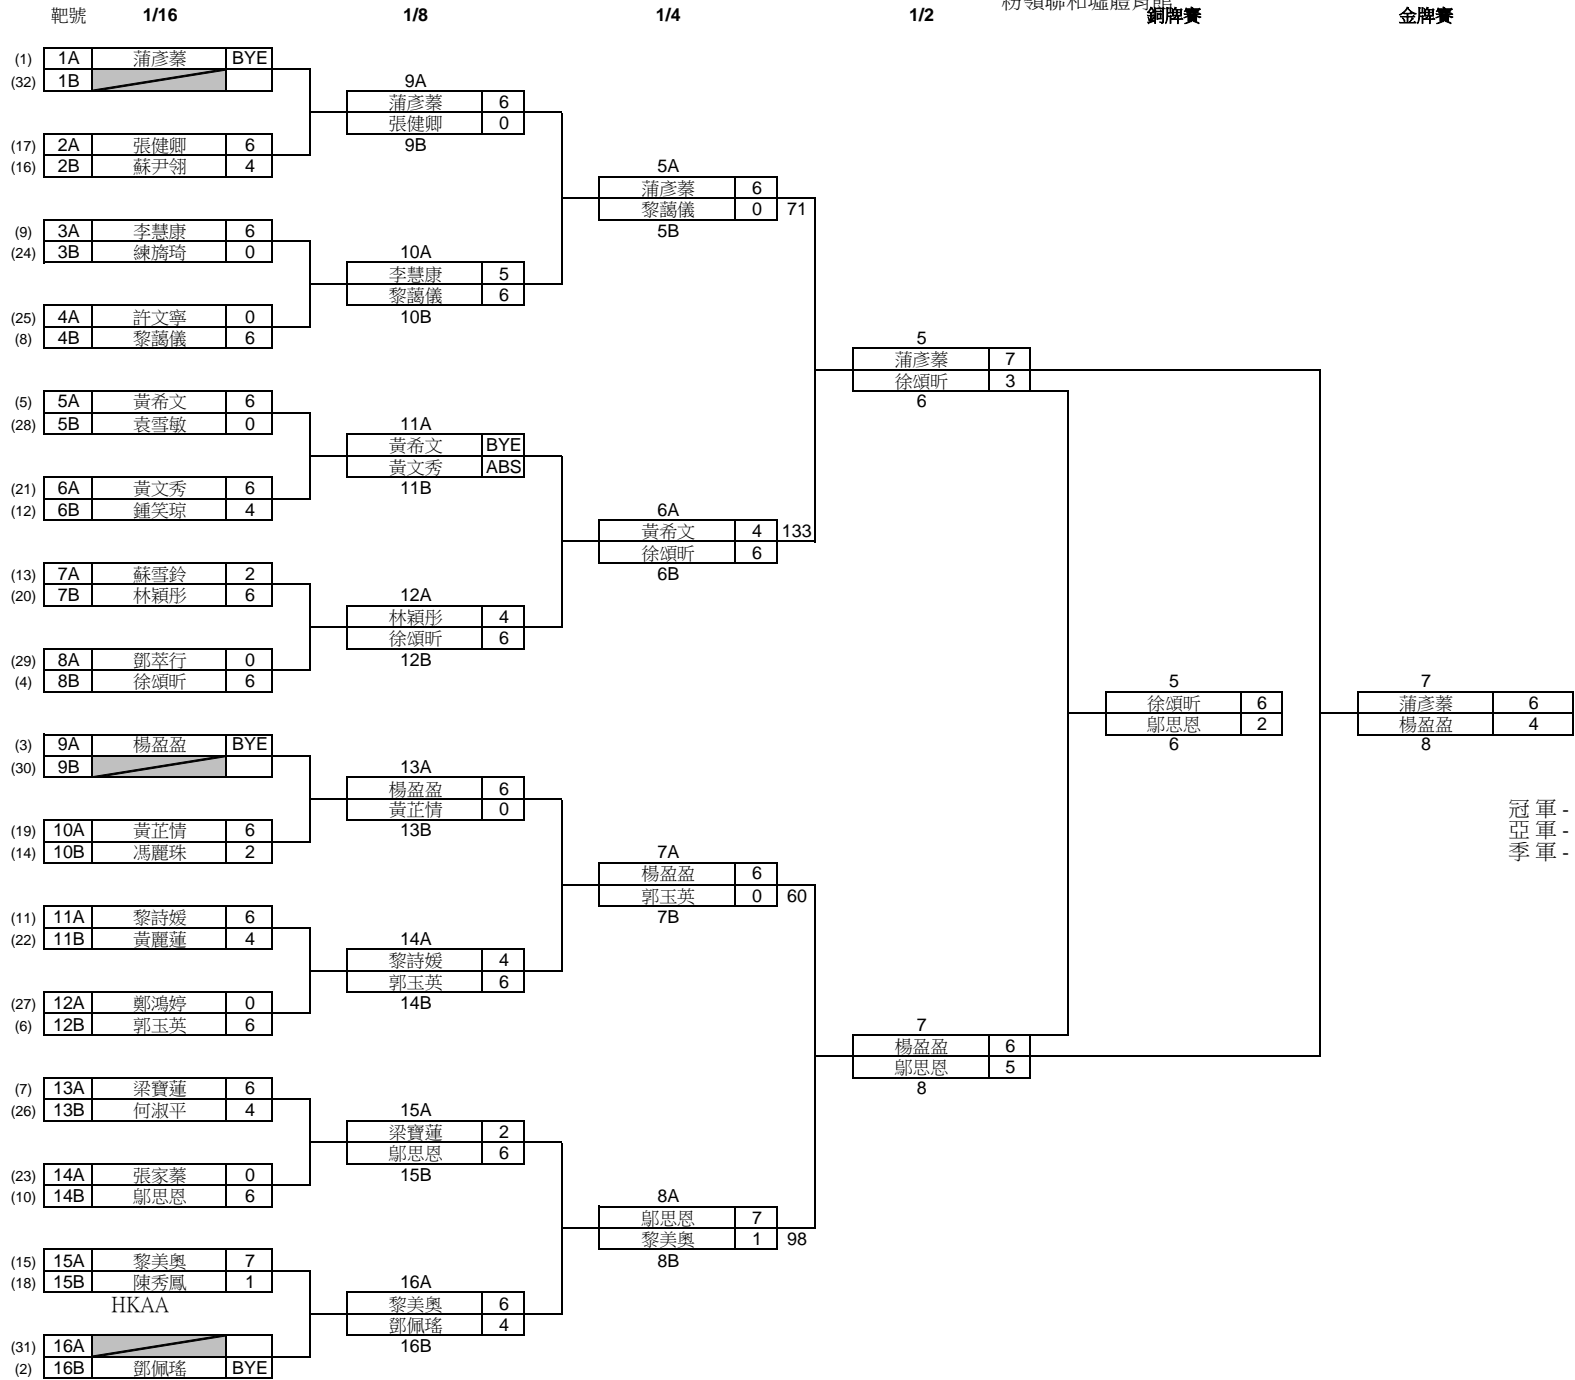 粉嶺聯和墟體育館
靶號 1/16 1/8 1/4 1/2 銅牌賽 金牌賽
(1) 1A 蒲彥蓁 BYE
(32) 1B
9A
蒲彥蓁 6
張健卿 0
9B
(17) 2A 張健卿 6
(16) 2B 蘇尹翎 4
5A
蒲彥蓁 6
黎藹儀 0 71
5B
(9) 3A 李慧康 6
(24) 3B 練旖琦 0
10A
李慧康 5
黎藹儀 6
10B
(25) 4A 許文寧 0
(8) 4B 黎藹儀 6
5
蒲彥蓁 7
徐頌昕 3
6
(5) 5A 黃希文 6
(28) 5B 袁雪敏 0
11A
黃希文 BYE
黃文秀 ABS
11B
(21) 6A 黃文秀 6
(12) 6B 鍾笑琼 4
6A
黃希文 4 133
徐頌昕 6
6B
(13) 7A 蘇雪鈴 2
(20) 7B 林穎彤 6
12A
林穎彤 4
徐頌昕 6
12B
(29) 8A 鄧萃行 0
(4) 8B 徐頌昕 6
5 7
徐頌昕 6 蒲彥蓁 6
鄔思恩 2 楊盈盈 4
6 8
(3) 9A 楊盈盈 BYE
(30) 9B
13A
楊盈盈 6
黃芷情 0
13B
冠 軍 -
亞 軍 -
季 軍 -
(19) 10A 黃芷情 6
(14) 10B 馮麗珠 2
7A
楊盈盈 6
郭玉英 0 60
7B
(11) 11A 黎詩媛 6
(22) 11B 黃麗蓮 4
14A
黎詩媛 4
郭玉英 6
14B
(27) 12A 鄭鴻婷 0
(6) 12B 郭玉英 6
7
楊盈盈 6
鄔思恩 5
8
(7) 13A 梁寶蓮 6
(26) 13B 何淑平 4
15A
梁寶蓮 2
鄔思恩 6
15B
(23) 14A 張家蓁 0
(10) 14B 鄔思恩 6
8A
鄔思恩 7
黎美奧 1 98
8B
(15) 15A 黎美奧 7
(18) 15B 陳秀鳳 1
HKAA
16A
黎美奧 6
鄧佩瑤 4
16B
(31) 16A
(2) 16B 鄧佩瑤 BYE